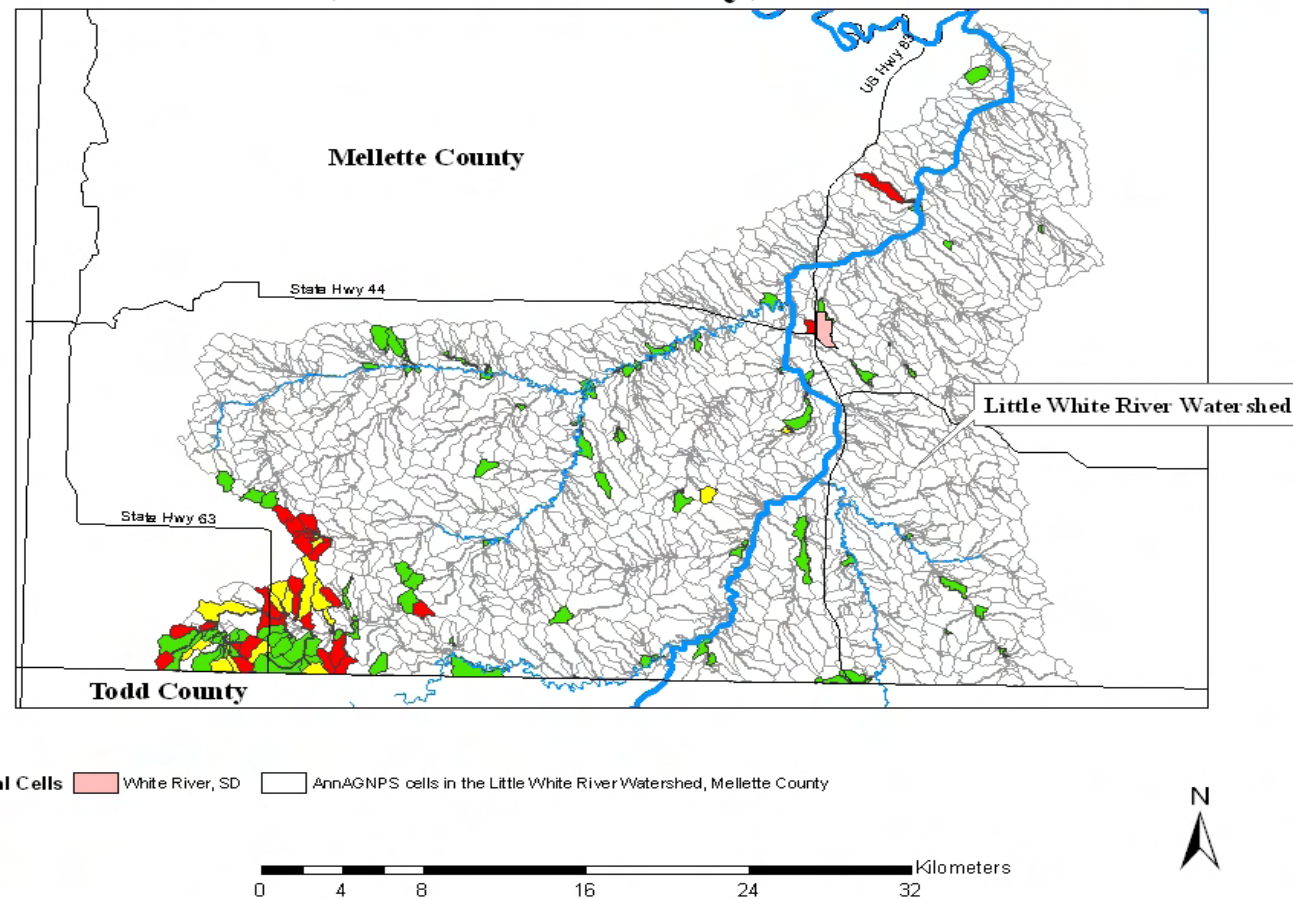 US Hwy 83
Mellette County
State Hwy 44
Little White River Watershed
State Hwy 63
Todd County
Cells
White River, SD
AnnAGNPS cells in the Little White River Watershed, Mellette County
N
Kilometers
0 4 8 16 24 32